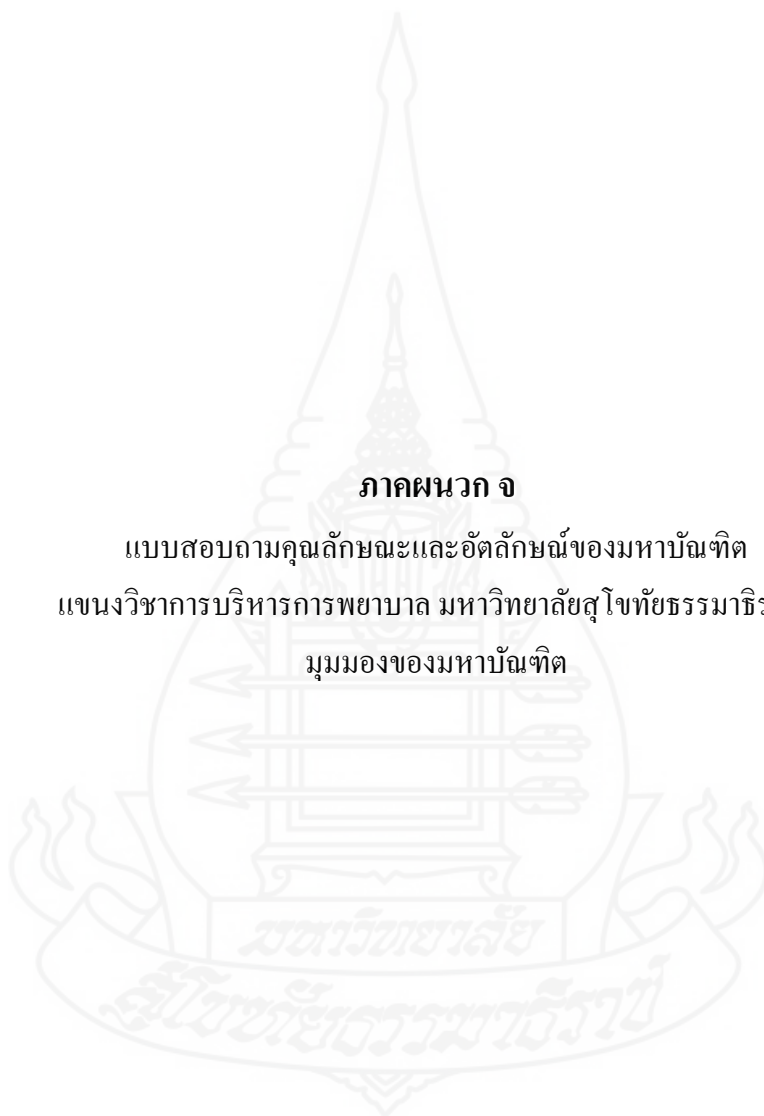 ภาคผนวก จ
แบบสอบถามคุณลักษณะและอัตลักษณ์ของมหาบัณฑิต
แขนงวิชาการบริหารการพยาบาล
มุมมองของมหาบัณฑิต
มหาวิทยาลัย
สุโขทัยธรรมาธิราช